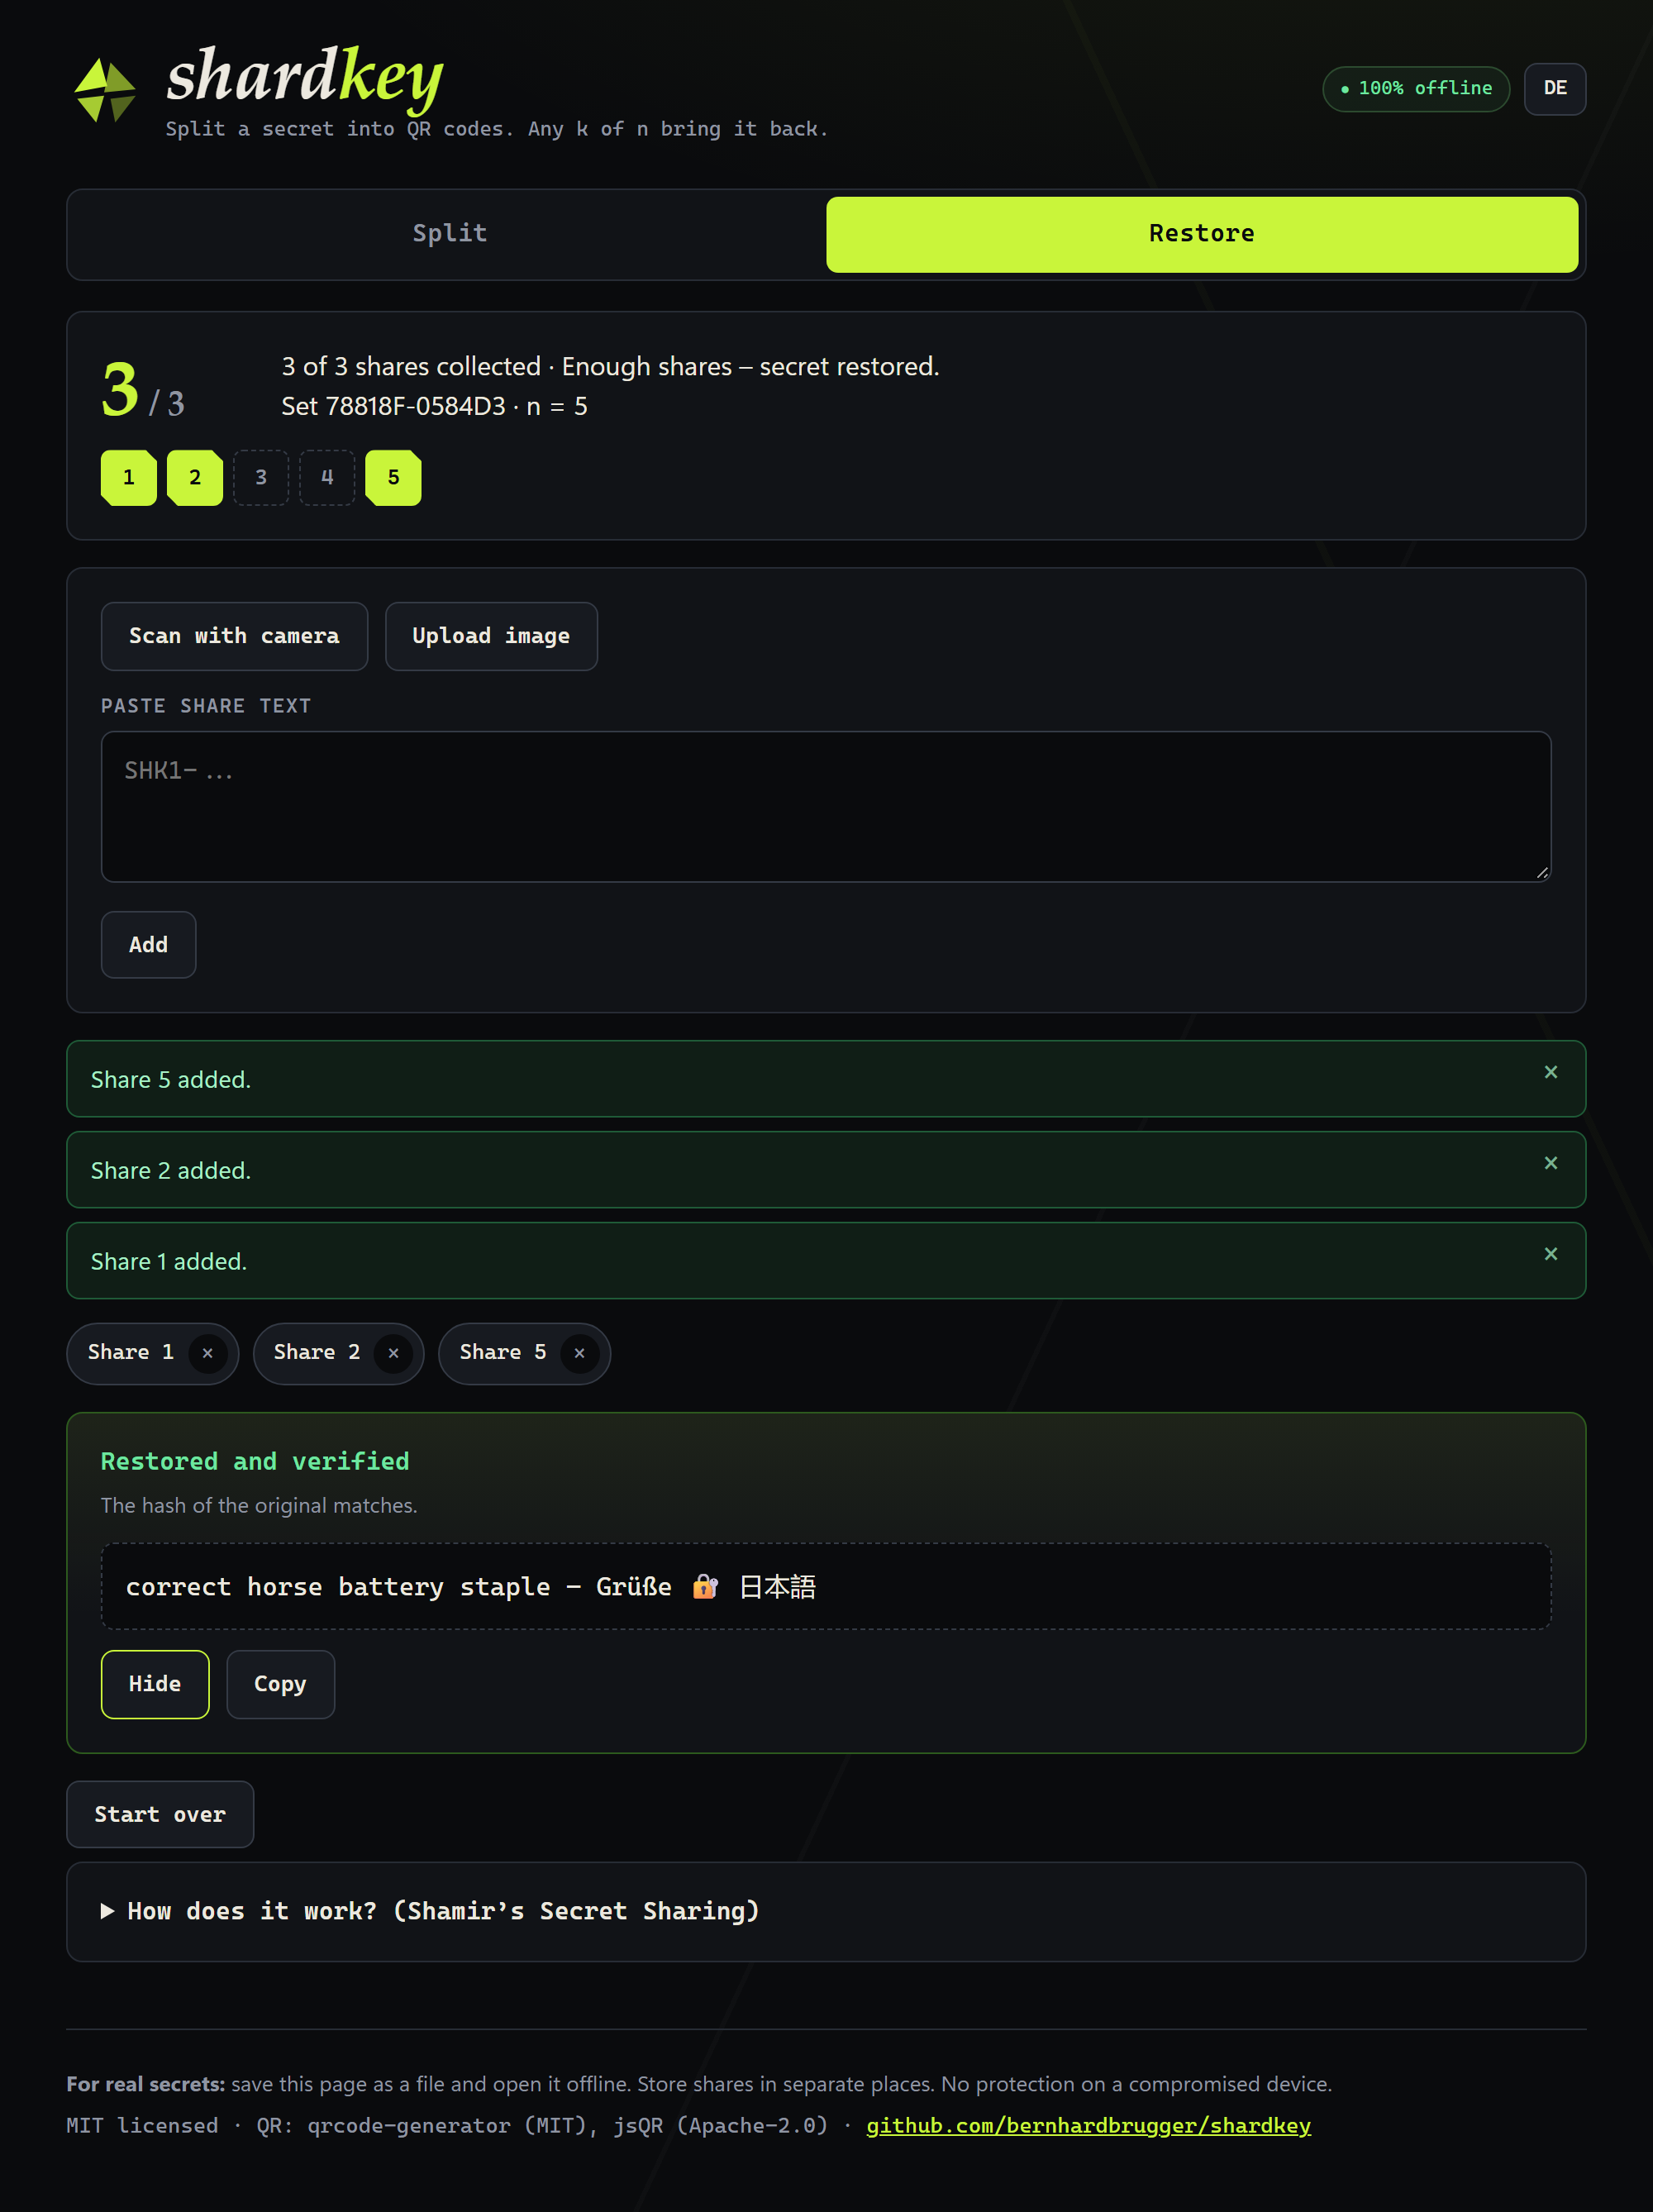 shardkey
Split a secret into QR codes. Any k of n bring it back.
● 100% offline
DE
Split
Restore
3 / 3
3 of 3 shares collected · Enough shares – secret restored.
Set 78818F-0584D3 · n = 5
1 2 3 4 5
Scan with camera
Upload image
PASTE SHARE TEXT
SHK1-...
Add
Share 5 added. ×
Share 2 added. ×
Share 1 added. ×
Share 1 × Share 2 × Share 5 ×
Restored and verified
The hash of the original matches.
correct horse battery staple – Grüße 🔐 日本語
Hide
Copy
Start over
▶ How does it work? (Shamir’s Secret Sharing)
For real secrets: save this page as a file and open it offline. Store shares in separate places. No protection on a compromised device.
MIT licensed · QR: qrcode-generator (MIT), jsQR (Apache-2.0) · github.com/bernhardbrugger/shardkey